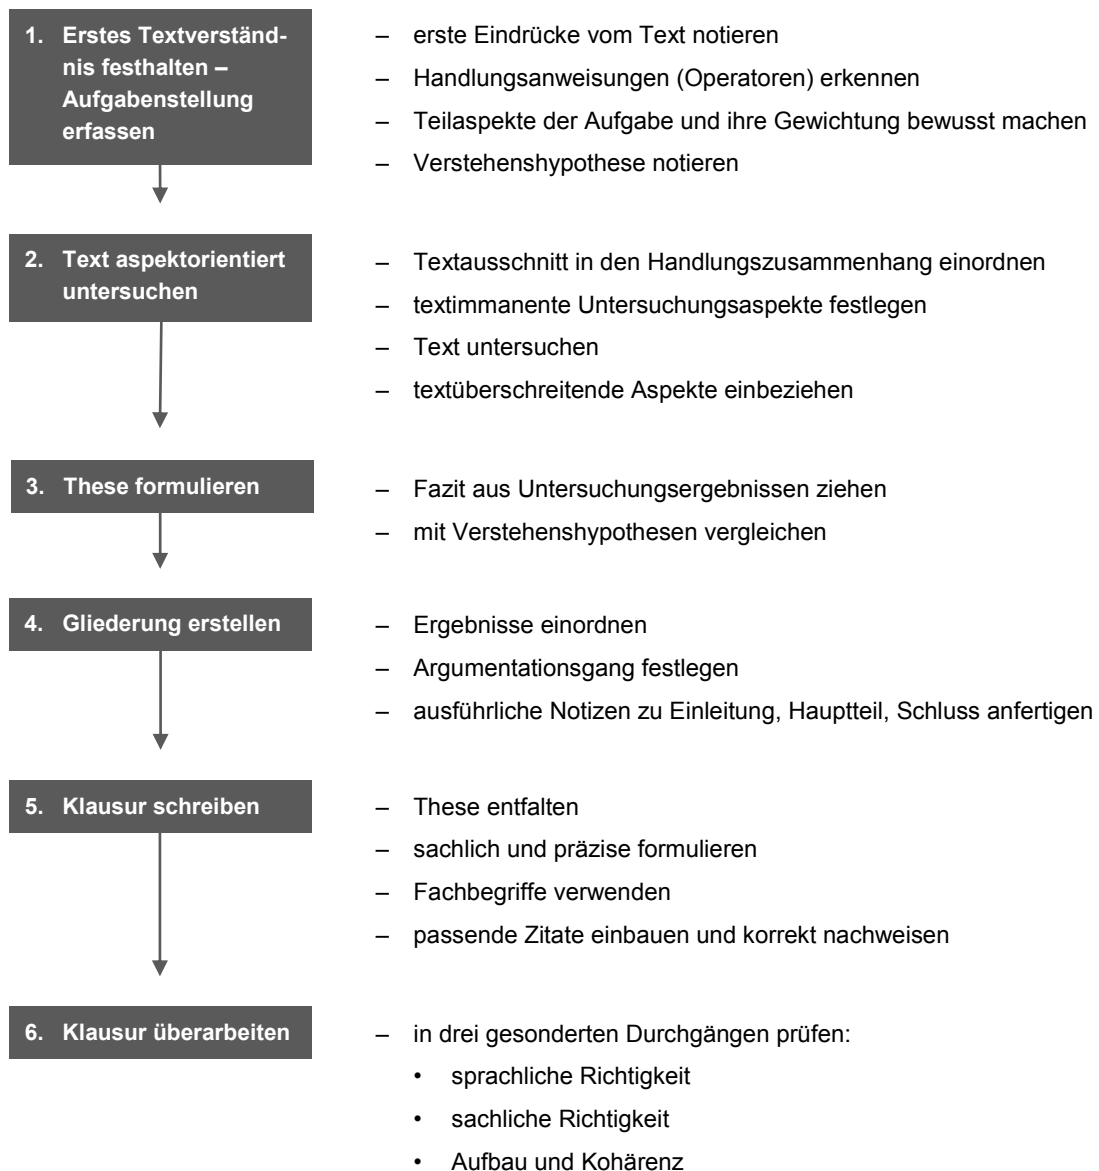 1. Erstes Textverständ-
nis festhalten –
Aufgabenstellung
erfassen
– erste Eindrücke vom Text notieren
– Handlungsanweisungen (Operatoren) erkennen
– Teilaspekte der Aufgabe und ihre Gewichtung bewusst machen
– Verstehenshypothese notieren
2. Text aspektorientiert
untersuchen
– Textausschnitt in den Handlungszusammenhang einordnen
– textimmanente Untersuchungsaspekte festlegen
– Text untersuchen
– textüberschreitende Aspekte einbeziehen
3. These formulieren
– Fazit aus Untersuchungsergebnissen ziehen
– mit Verstehenshypothesen vergleichen
4. Gliederung erstellen
– Ergebnisse einordnen
– Argumentationsgang festlegen
– ausführliche Notizen zu Einleitung, Hauptteil, Schluss anfertigen
5. Klausur schreiben
– These entfalten
– sachlich und präzise formulieren
– Fachbegriffe verwenden
– passende Zitate einbauen und korrekt nachweisen
6. Klausur überarbeiten
– in drei gesonderten Durchgängen prüfen:
• sprachliche Richtigkeit
• sachliche Richtigkeit
• Aufbau und Kohärenz